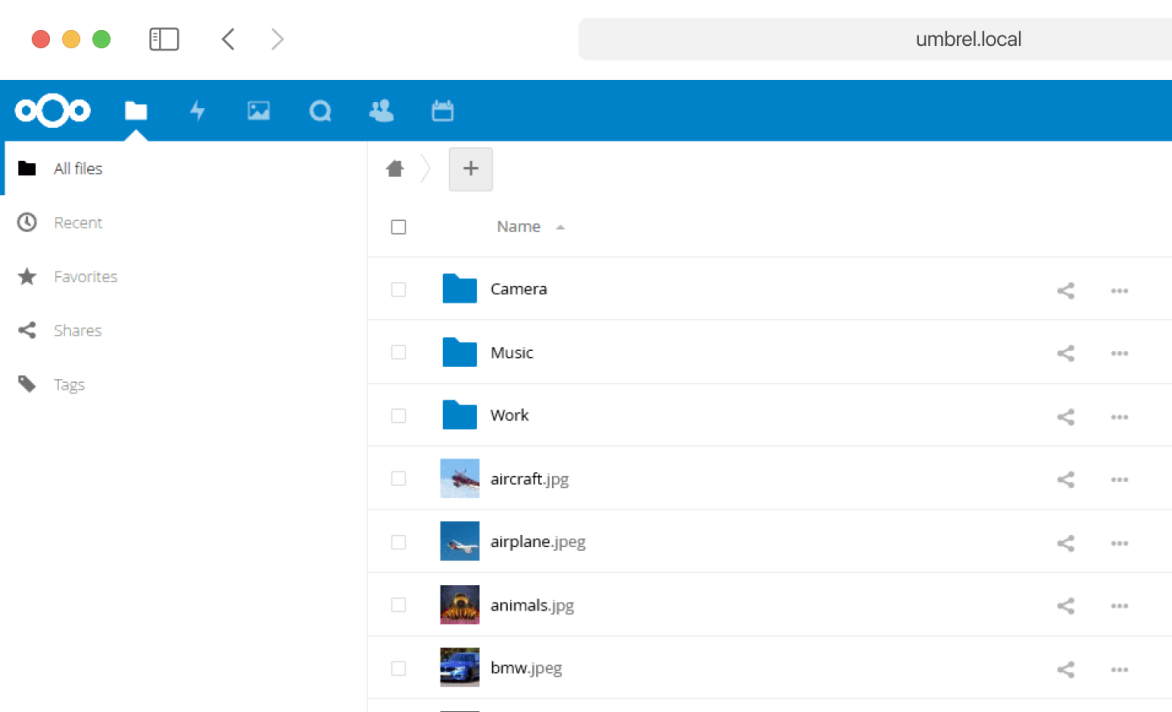 umbrel.local
All files
Recent
Favorites
Shares
Tags
Name
Camera
Music
Work
aircraft.jpg
airplane.jpeg
animals.jpg
bmw.jpeg